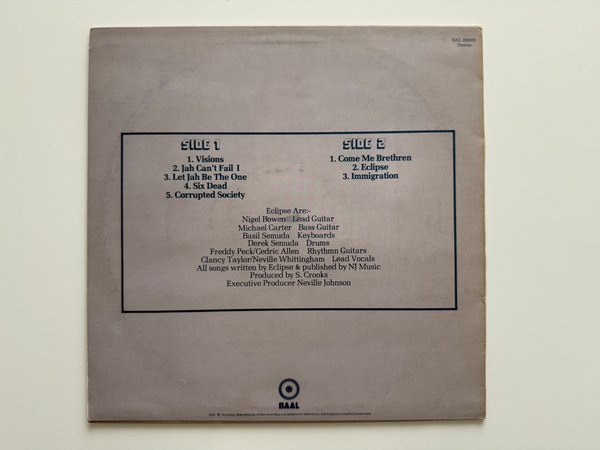 BAL 49005
Stereo
SIDE 1
1. Visions
2. Jah Can't Fail I
3. Let Jah Be The One
4. Six Dead
5. Corrupted Society
SIDE 2
1. Come Me Brethren
2. Eclipse
3. Immigration
Eclipse Are:-
Nigel Bowen Lead Guitar
Michael Carter Bass Guitar
Basil Semuda Keyboards
Derek Semuda Drums
Freddy Peck/Cedric Allen Rhythmn Guitars
Clancy Taylor/Neville Whittingham Lead Vocals
All songs written by Eclipse & published by NJ Music
Produced by S. Crooks
Executive Producer Neville Johnson
BAAL